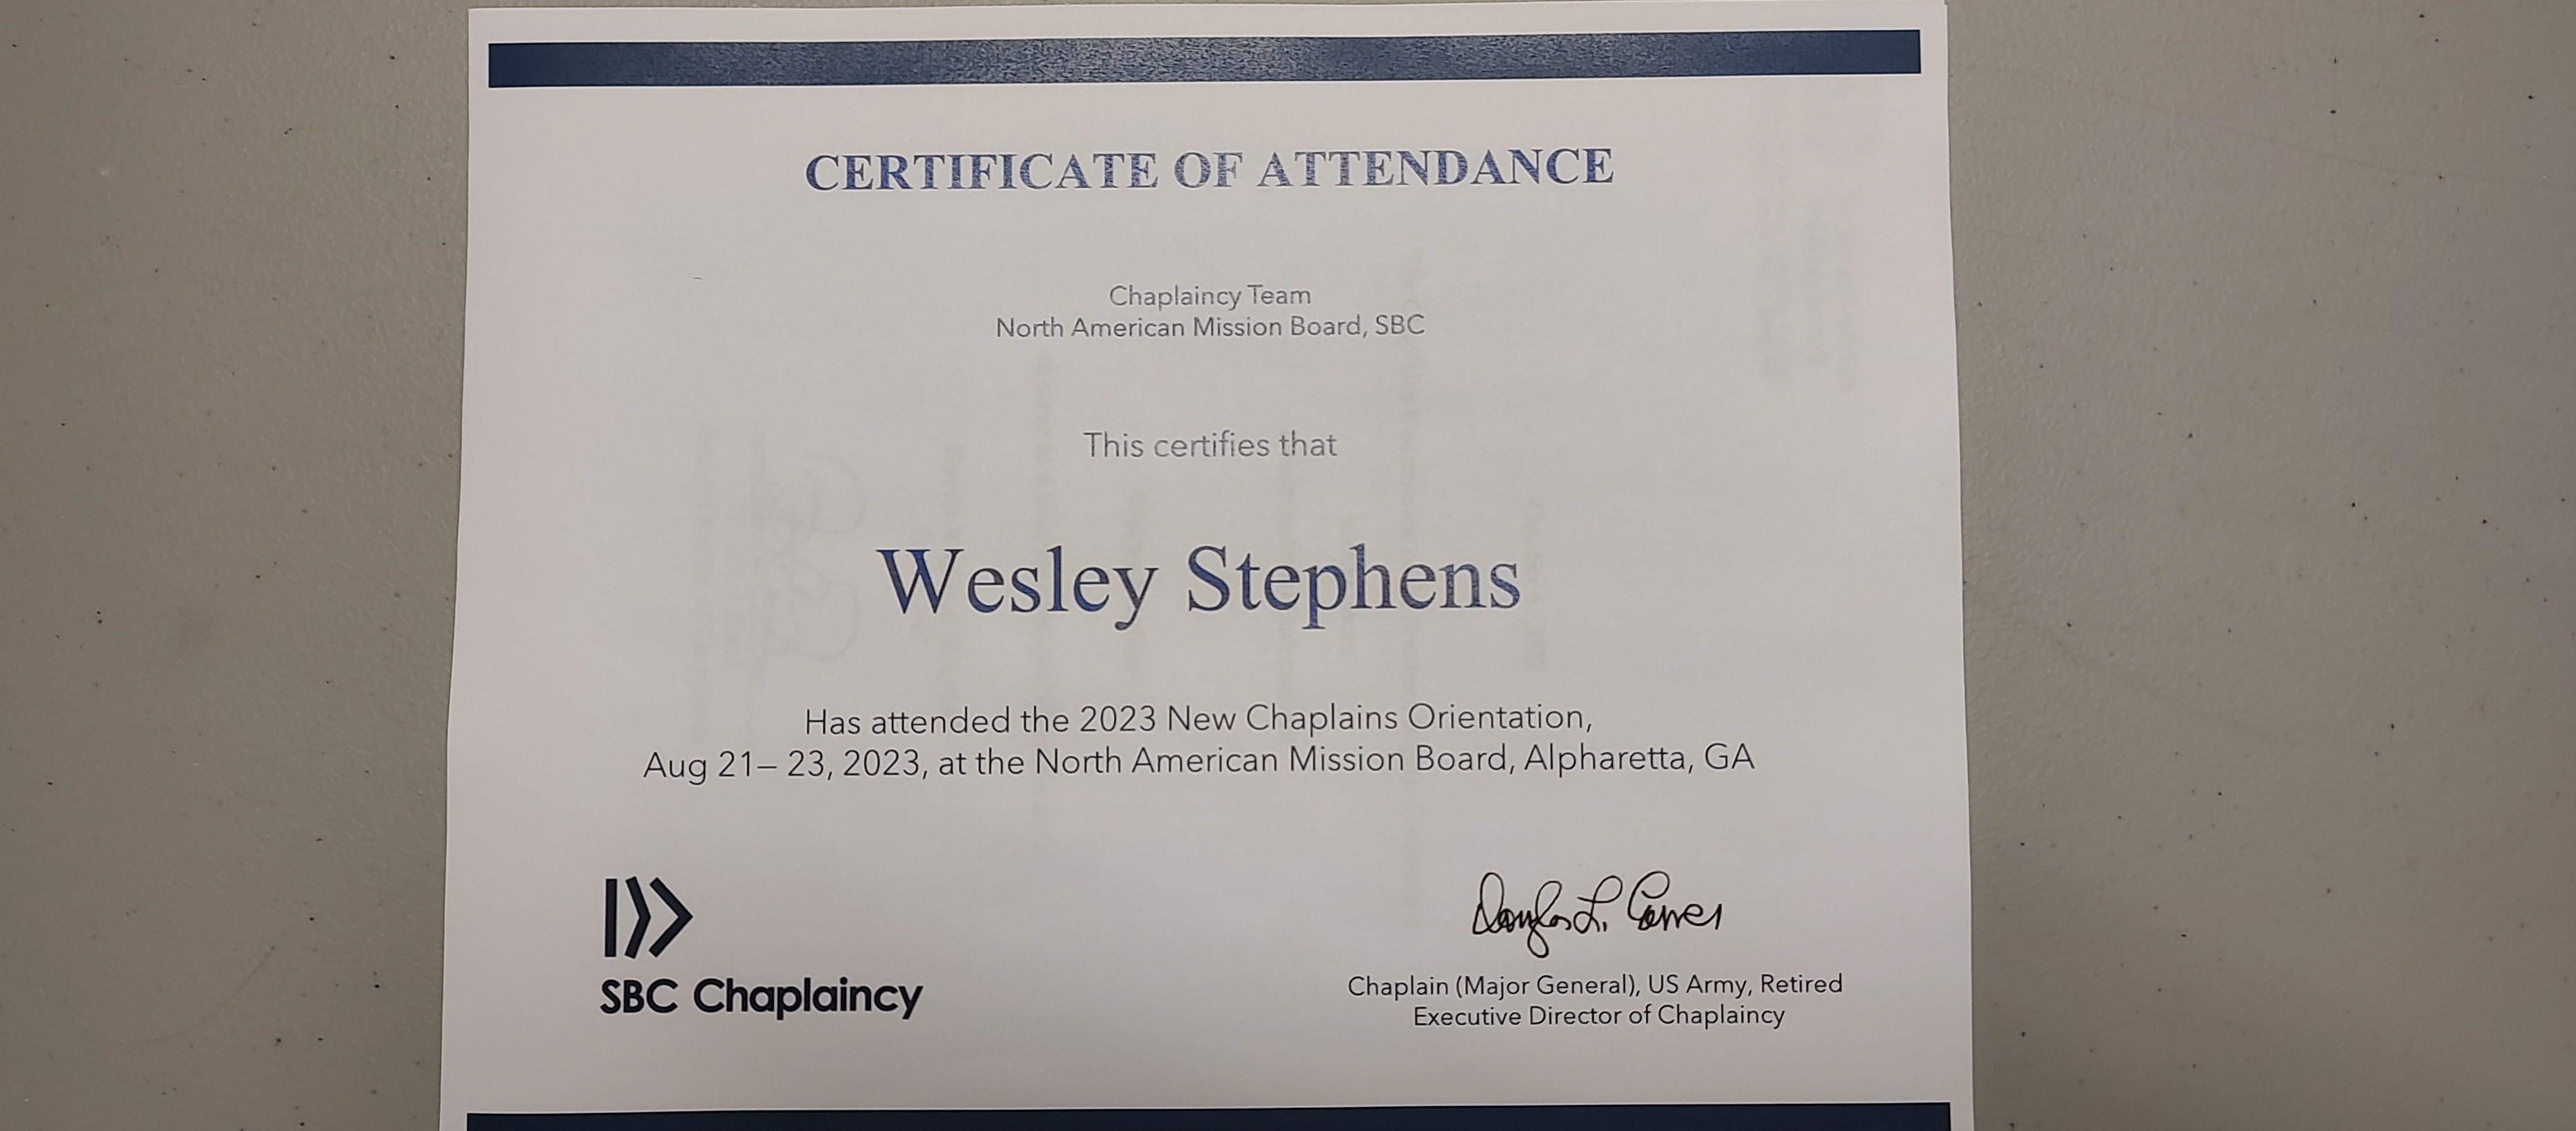 CERTIFICATE OF ATTENDANCE
Chaplaincy Team
North American Mission Board, SBC
This certifies that
Wesley Stephens
Has attended the 2023 New Chaplains Orientation,
Aug 21– 23, 2023, at the North American Mission Board, Alpharetta, GA
Douglas L. Carver
SBC Chaplaincy
Chaplain (Major General), US Army, Retired
Executive Director of Chaplaincy